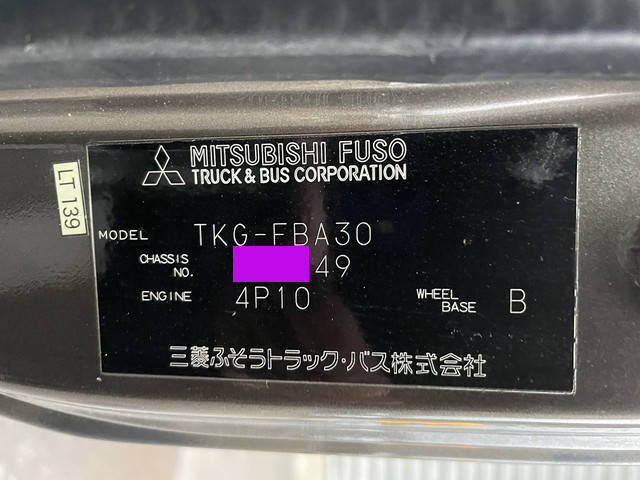 MITSUBISHI FUSO
TRUCK & BUS CORPORATION
LT 139
MODEL TKG-FBA30
CHASSIS NO. 49
ENGINE 4P10 WHEEL BASE B
三菱ふそうトラック・バス株式会社